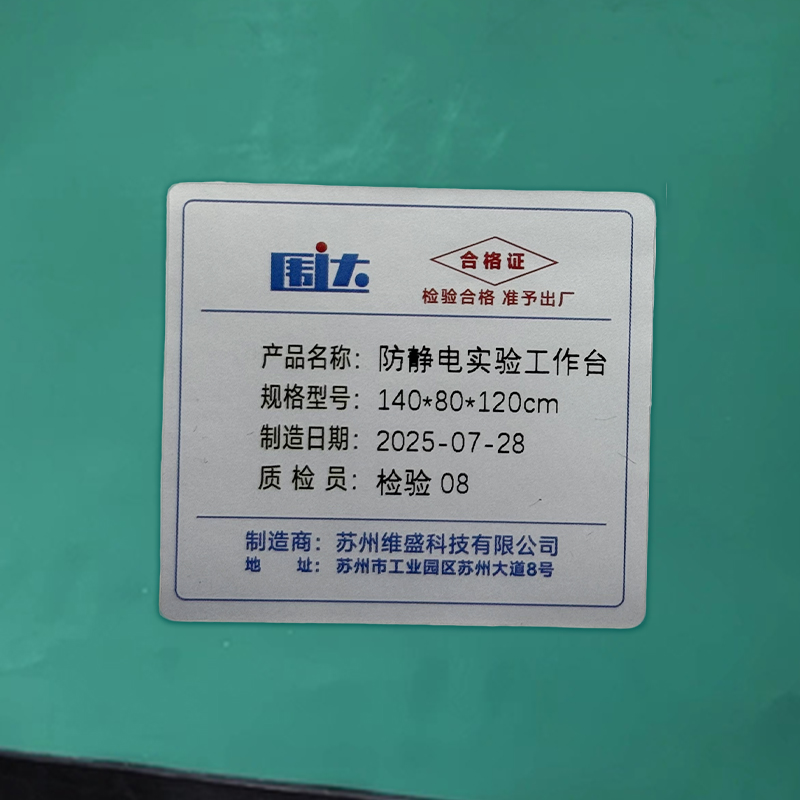 围达
合格证
检验合格 准予出厂
产品名称：防静电实验工作台
规格型号：140*80*120cm
制造日期：2025-07-28
质检员：检验 08
制造商：苏州维盛科技有限公司
地址：苏州市工业园区苏州大道8号